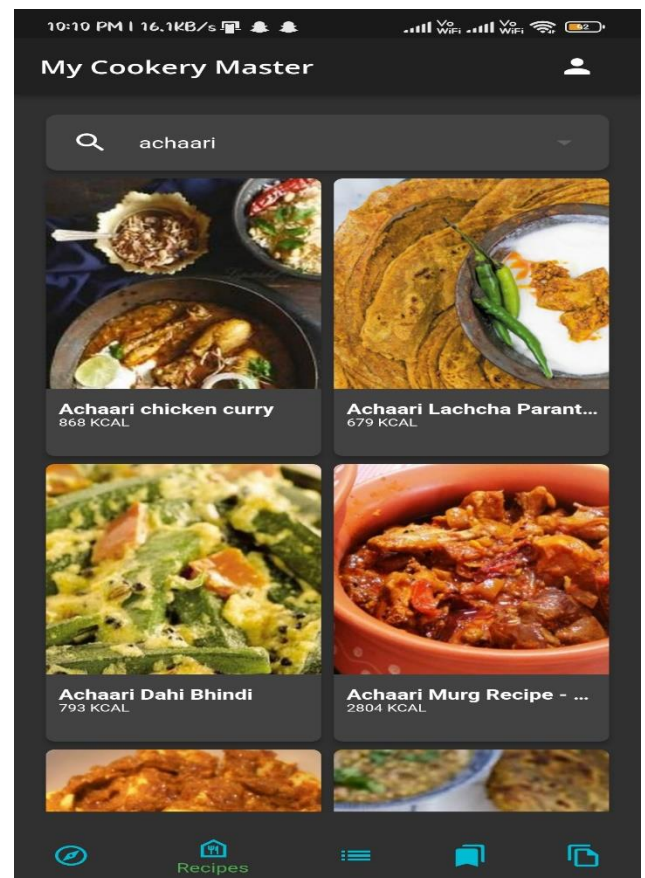 10:10 PM | 16.1KB/s
Vo
WiFi
Vo
WiFi
62
My Cookery Master
achaari
Achaari chicken curry
868 KCAL
Achaari Lachcha Parant...
679 KCAL
Achaari Dahi Bhindi
793 KCAL
Achaari Murg Recipe - ...
2804 KCAL
Recipes